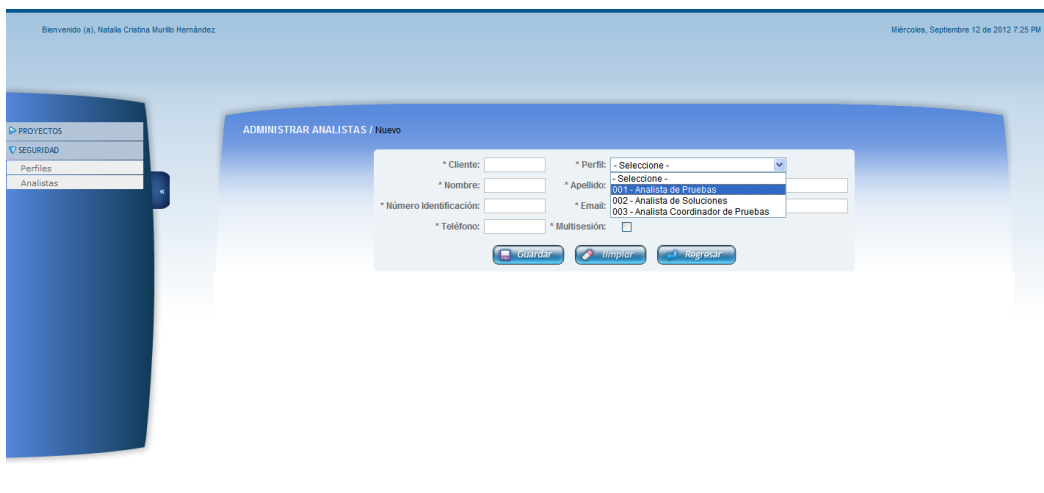 Bienvenido (a), Natalia Cristina Murillo Hernández
Miércoles, Septiembre 12 de 2012 7:25 PM
PROYECTOS
SEGURIDAD
Perfiles
Analistas
«
ADMINISTRAR ANALISTAS / Nuevo
* Cliente: * Perfil: - Seleccione -
- Seleccione -
001 - Analista de Pruebas
002 - Analista de Soluciones
003 - Analista Coordinador de Pruebas
* Nombre: * Apellido:
* Número Identificación: * Email:
* Teléfono: * Multisesión:
Guardar limpiar Regresar